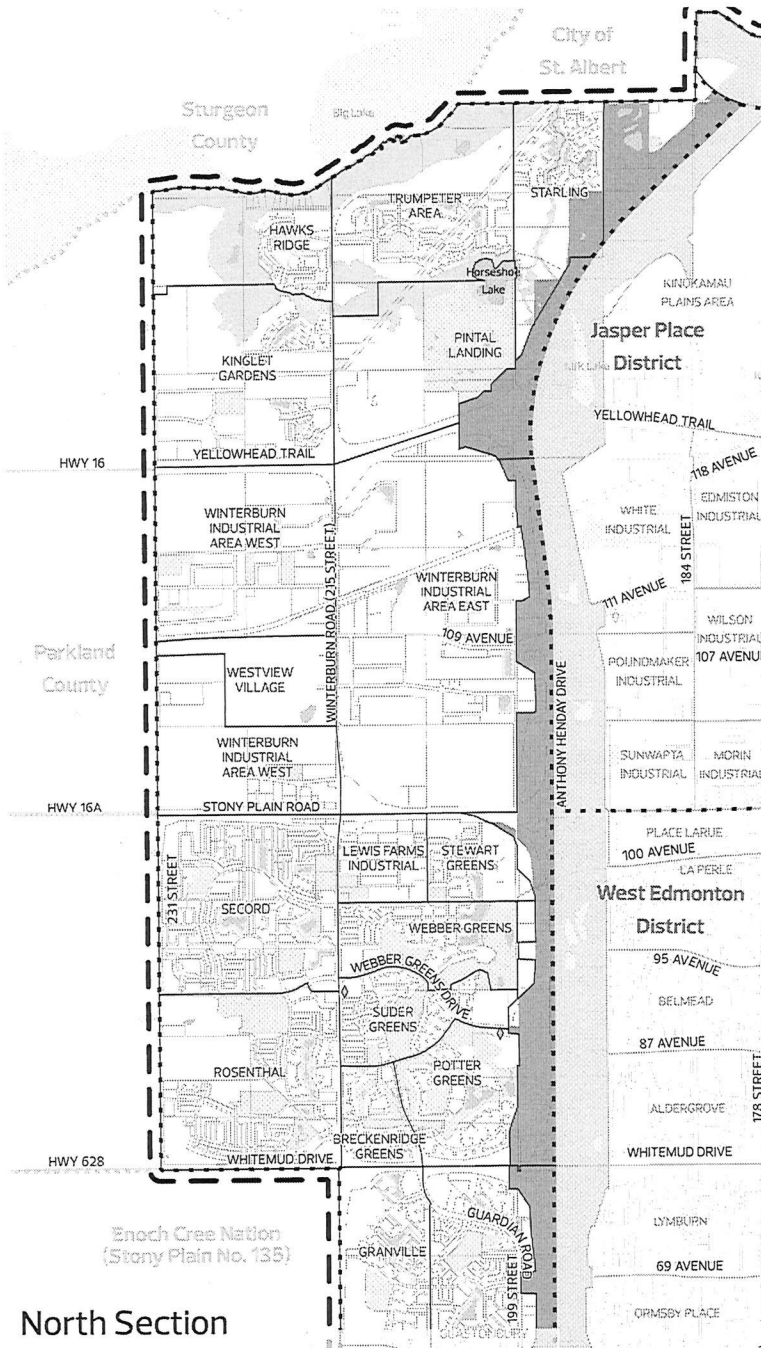 City of
St. Albert
Sturgeon
County
Big Lake
TRUMPETER
AREA
STARLING
HAWKS
RIDGE
Horseshoe
Lake
KINOKAMAU
PLAINS AREA
Jasper Place
District
PINTAL
LANDING
KINGLET
GARDENS
YELLOWHEAD TRAIL
YELLOWHEAD TRAIL
HWY 16
118 AVENUE
WINTERBURN
INDUSTRIAL
AREA WEST
WHITE
INDUSTRIAL
EDMISTON
INDUSTRIAL
184 STREET
WINTERBURN ROAD (215 STREET)
WINTERBURN
INDUSTRIAL
AREA EAST
111 AVENUE
109 AVENUE
WILSON
INDUSTRIAL
107 AVENUE
Parkland
County
WESTVIEW
VILLAGE
POUNDMAKER
INDUSTRIAL
ANTHONY HENDAY DRIVE
WINTERBURN
INDUSTRIAL
AREA WEST
SUNWAPTA
INDUSTRIAL
MORIN
INDUSTRIAL
HWY 16A
STONY PLAIN ROAD
PLACE LARUE
100 AVENUE
LA PERLE
LEWIS FARMS
INDUSTRIAL
STEWART
GREENS
231 STREET
SECORD
West Edmonton
District
WEBBER GREENS
WEBBER GREENS DRIVE
95 AVENUE
BELMEAD
SUDER
GREENS
87 AVENUE
ROSENTHAL
POTTER
GREENS
178 STREET
ALDERGROVE
BRECKENRIDGE
GREENS
HWY 628
WHITEMUD DRIVE
WHITEMUD DRIVE
Enoch Cree Nation
(Stony Plain No. 135)
GUARDIAN ROAD
LYMBURN
GRANVILLE
199 STREET
69 AVENUE
North Section
GLASTONBURY
ORMSBY PLACE